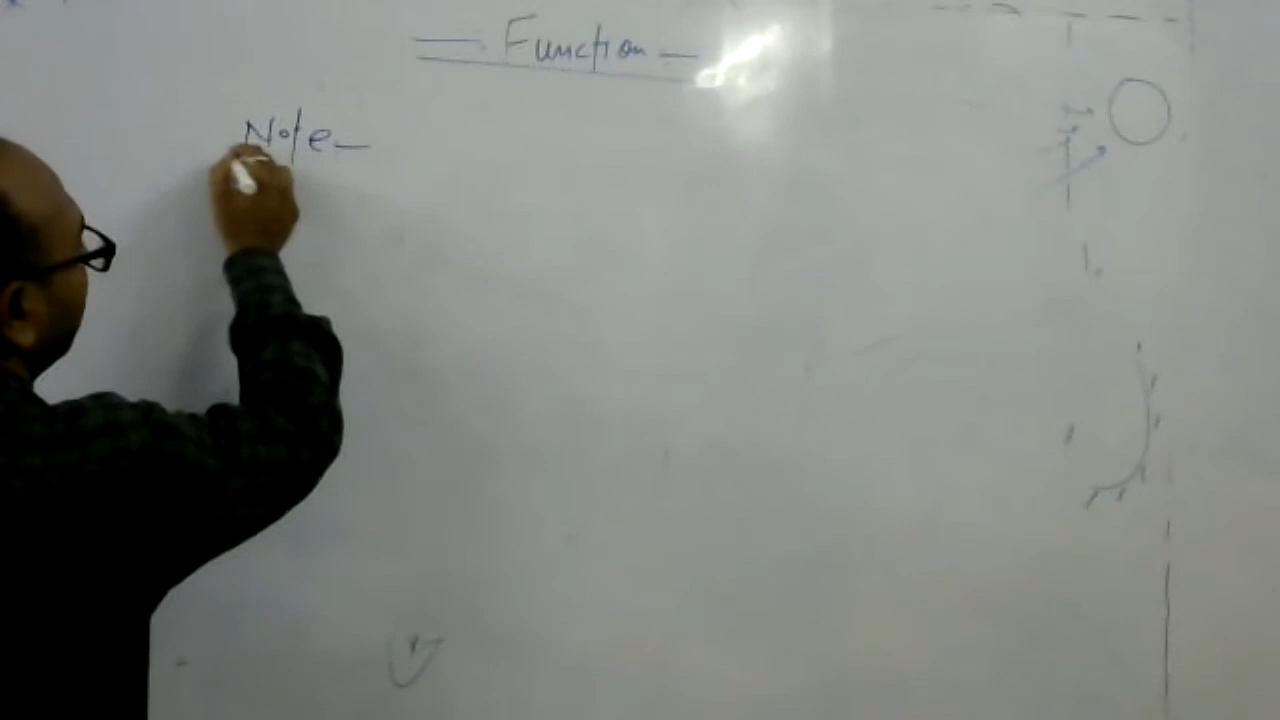 — Function —
Note –